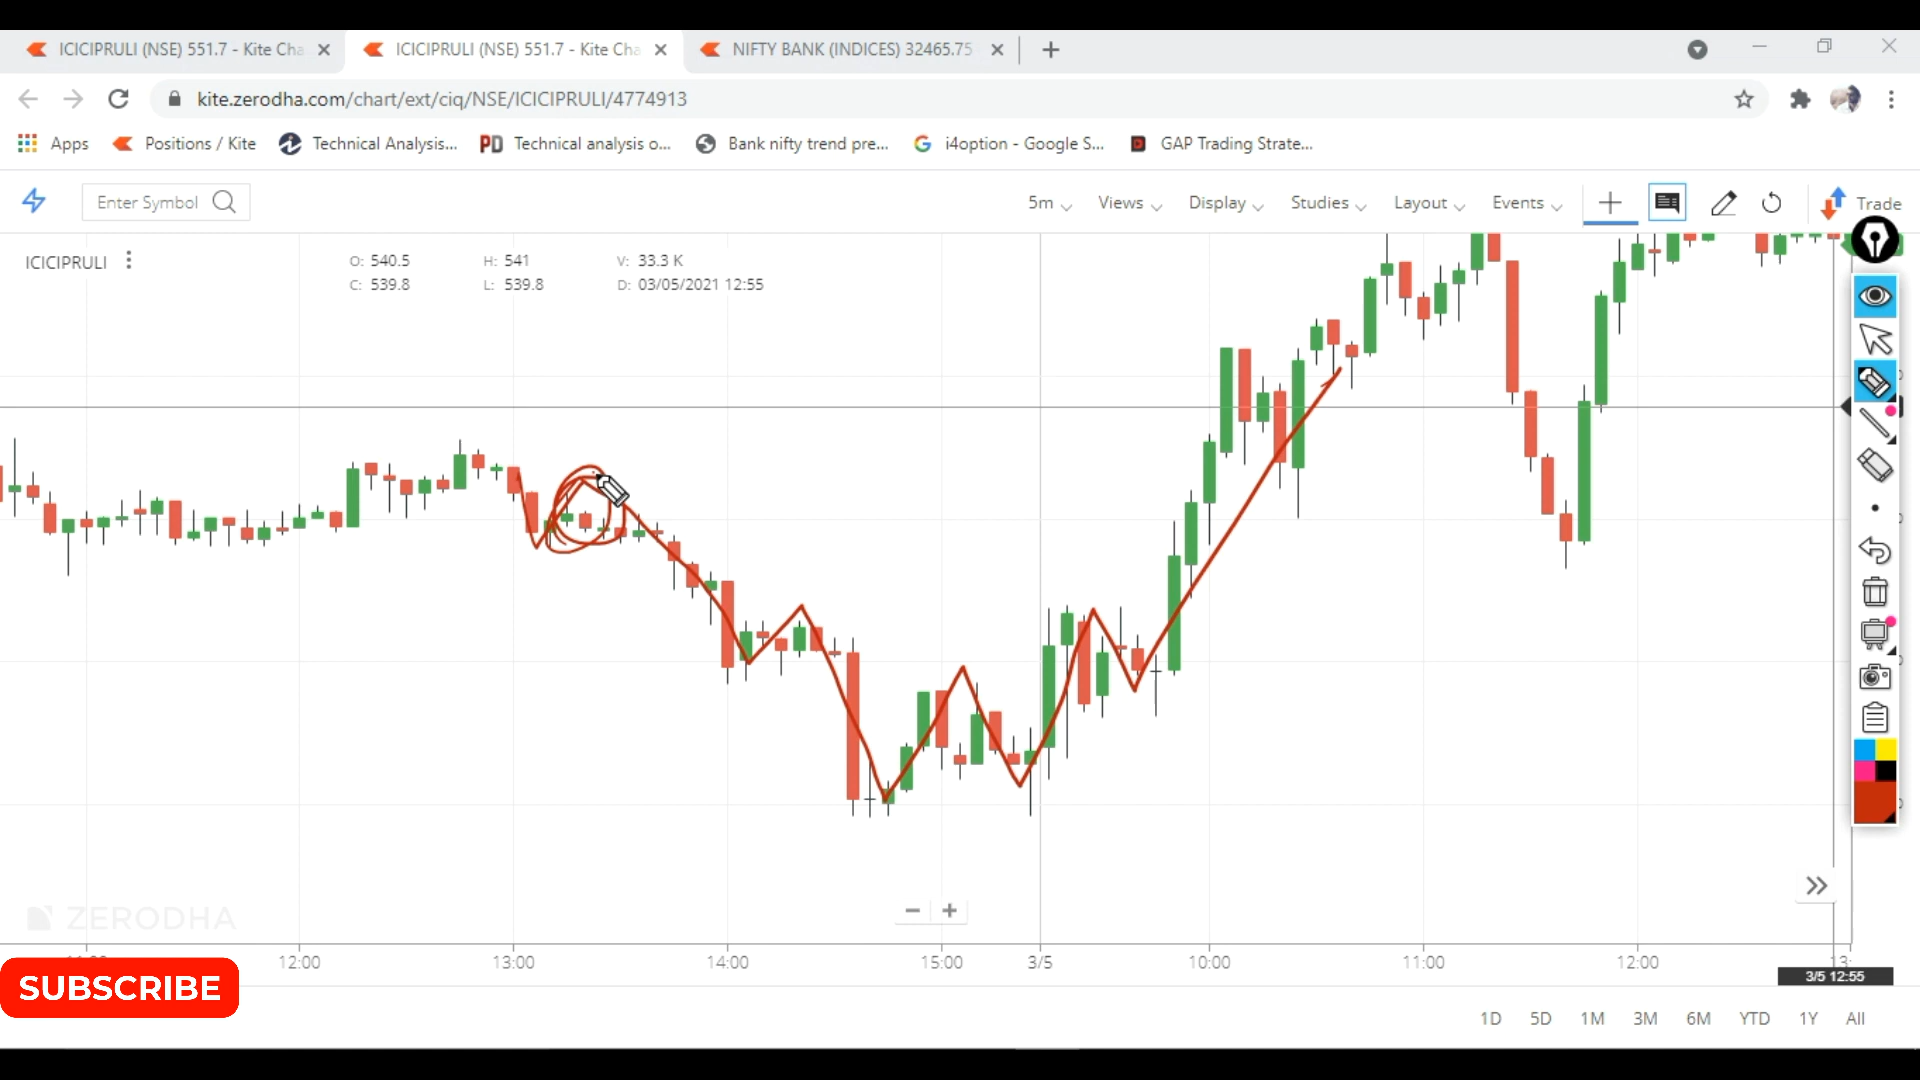 ICICIPRULI (NSE) 551.7 - Kite Cha
ICICIPRULI (NSE) 551.7 - Kite Cha
NIFTY BANK (INDICES) 32465.75
kite.zerodha.com/chart/ext/ciq/NSE/ICICIPRULI/4774913
Apps
Positions / Kite
Technical Analysis...
PD Technical analysis o...
Bank nifty trend pre...
G i4option - Google S...
GAP Trading Strate...
Enter Symbol
5m
Views
Display
Studies
Layout
Events
Trade
ICICIPRULI
O: 540.5 H: 541 V: 33.3 K
C: 539.8 L: 539.8 D: 03/05/2021 12:55
ZERODHA
12:00 13:00 14:00 15:00 3/5 10:00 11:00 12:00
3/5 12:55
SUBSCRIBE
1D 5D 1M 3M 6M YTD 1Y All